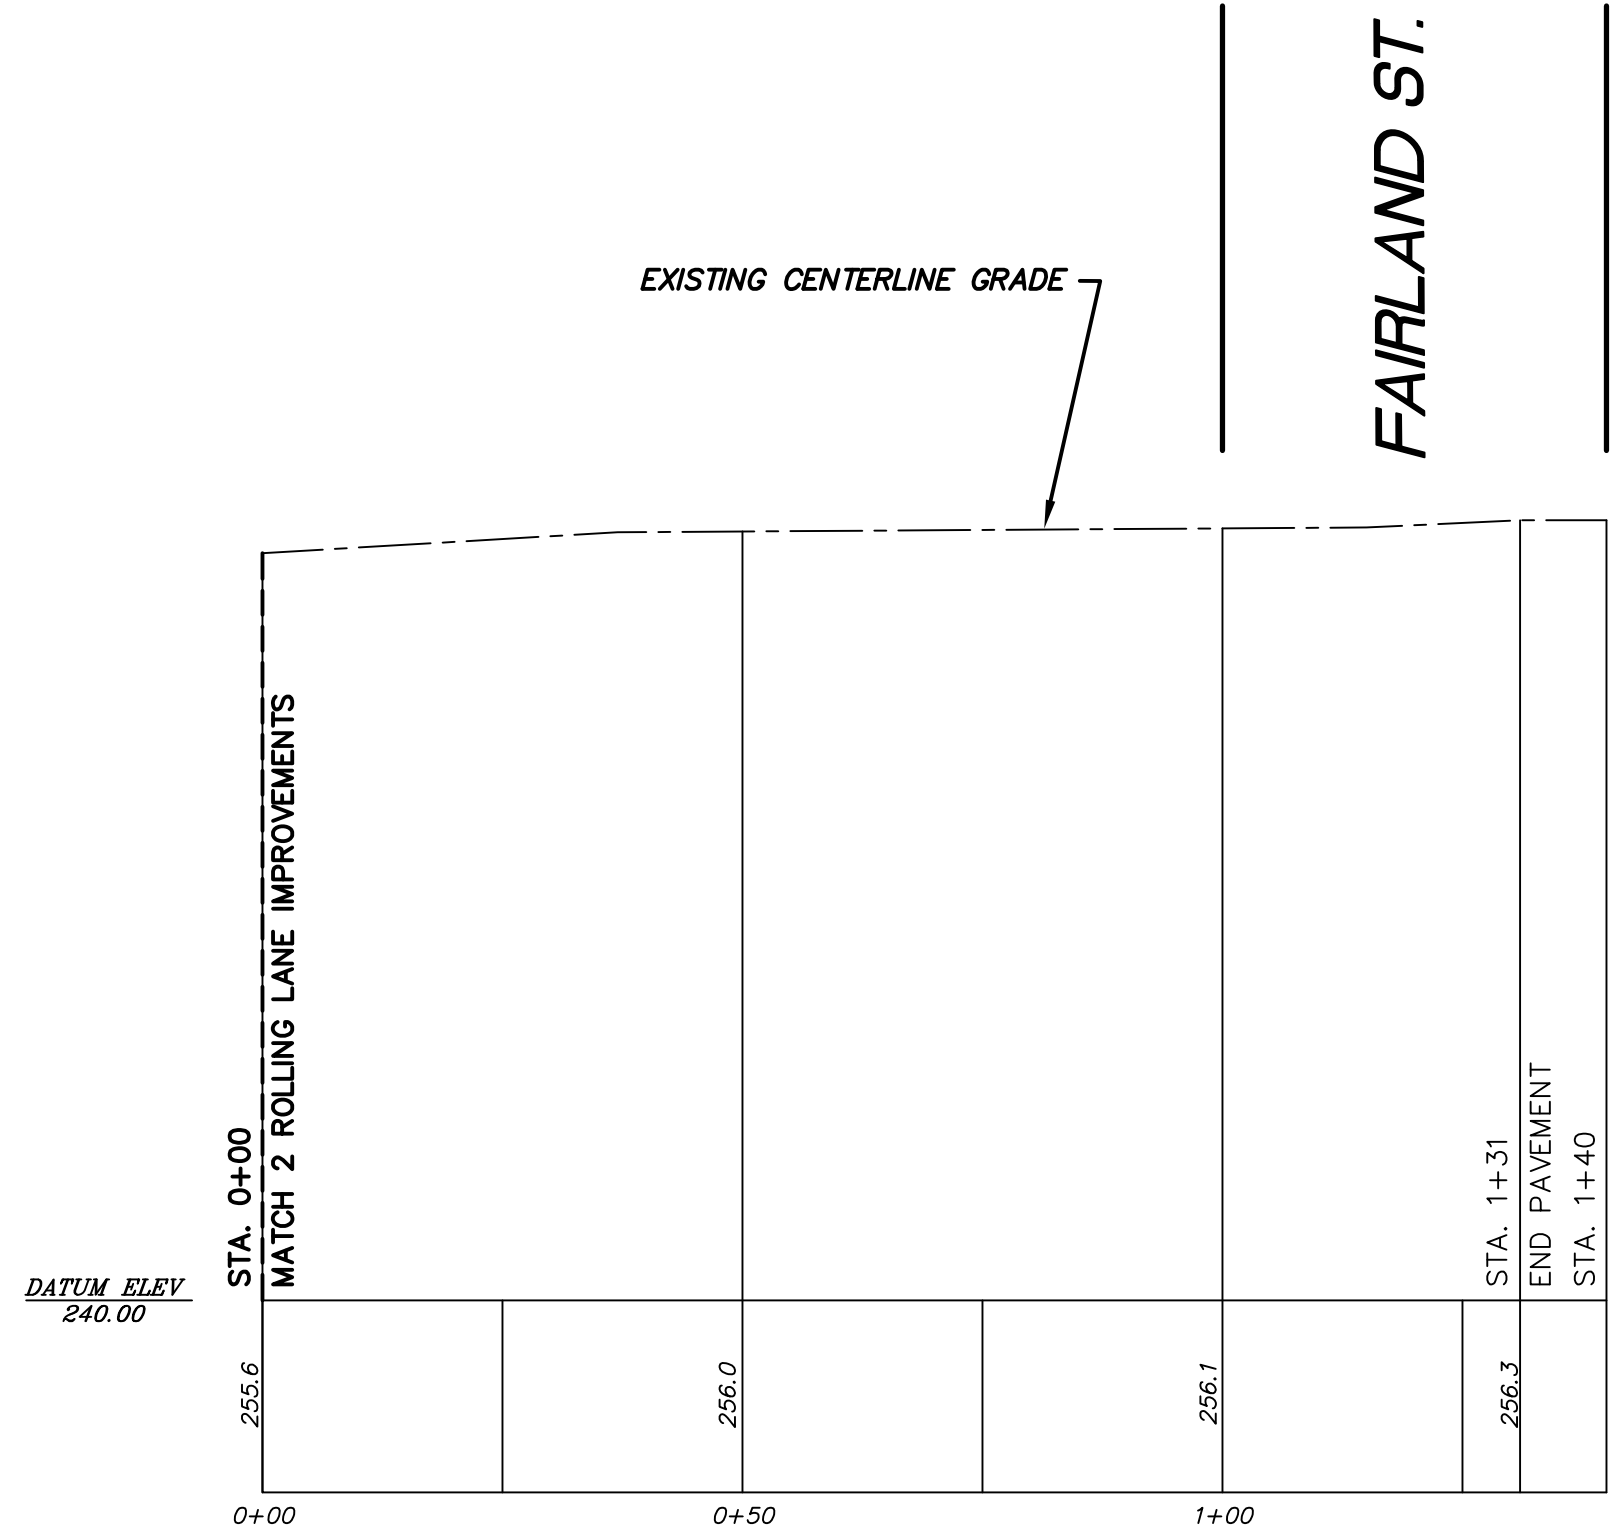 FAIRLAND ST.
EXISTING CENTERLINE GRADE
STA. 0+00
MATCH 2 ROLLING LANE IMPROVEMENTS
STA. 1+31
END PAVEMENT
STA. 1+40
DATUM ELEV
240.00
255.6
256.0
256.1
256.3
0+00
0+50
1+00